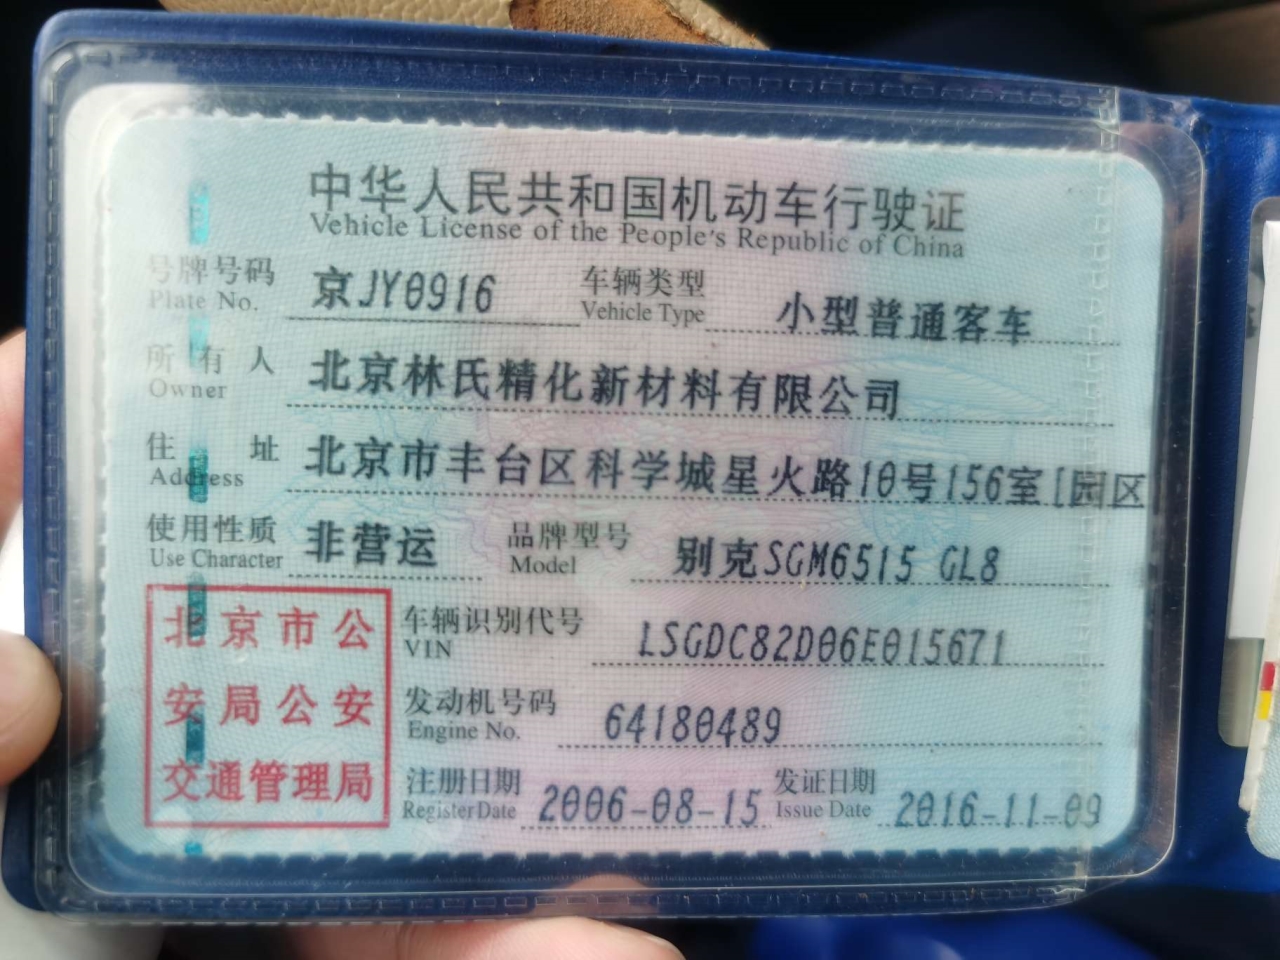 中华人民共和国机动车行驶证
Vehicle License of the People's Republic of China
号牌号码 京JY0916 车辆类型 小型普通客车
Plate No. Vehicle Type
所有人 北京林氏精化新材料有限公司
Owner
住址 北京市丰台区科学城星火路10号156室[园区
Address
使用性质 非营运 品牌型号 别克SGM6515 GL8
Use Character Model
北京市公
安局公安
交通管理局
车辆识别代号 LSGDC82D06E015671
VIN
发动机号码 64180489
Engine No.
注册日期 2006-08-15 发证日期 2016-11-09
Register Date Issue Date